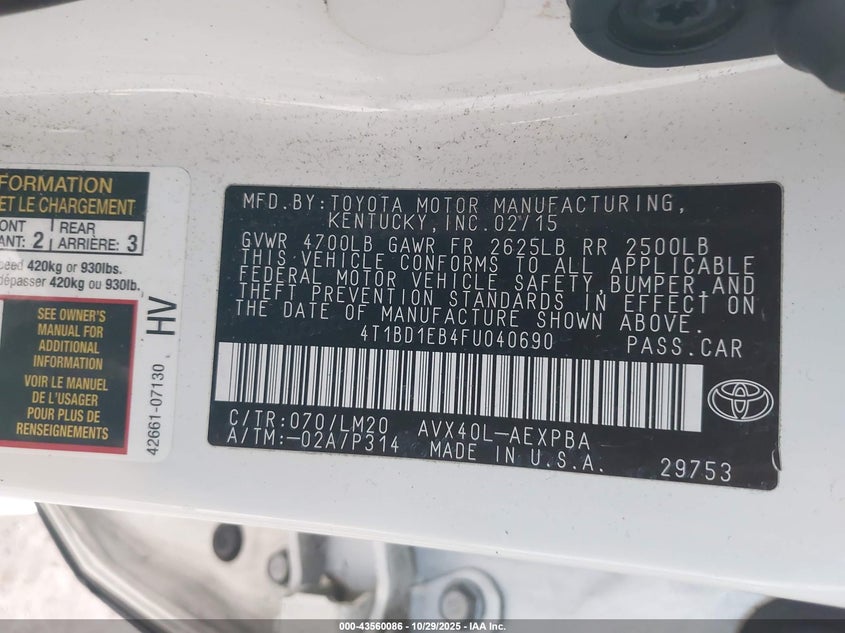 FORMATION
ET LE CHARGEMENT
ONT
ANT: 2
REAR
ARRIÈRE: 3
ceed 420kg or 930lbs.
dépasser 420kg ou 930lb.
SEE OWNER'S
MANUAL FOR
ADDITIONAL
INFORMATION
VOIR LE MANUEL
DE L'USAGER
POUR PLUS DE
RENSEIGNEMENTS
HV
42661-07130
MFD.BY:TOYOTA MOTOR MANUFACTURING,
KENTUCKY,INC.02/15
GVWR 4700LB GAWR FR 2625LB RR 2500LB
THIS VEHICLE CONFORMS TO ALL APPLICABLE
FEDERAL MOTOR VEHICLE SAFETY,BUMPER,AND
THEFT PREVENTION STANDARDS IN EFFECT ON
THE DATE OF MANUFACTURE SHOWN ABOVE.
4T1BD1EB4FU040690 PASS.CAR
C/TR:070/LM20 AVX40L-AEXPBA
A/TM:-02A/P314 MADE IN U.S.A.
29753
000-43560086 - 10/29/2025 - IAA Inc.